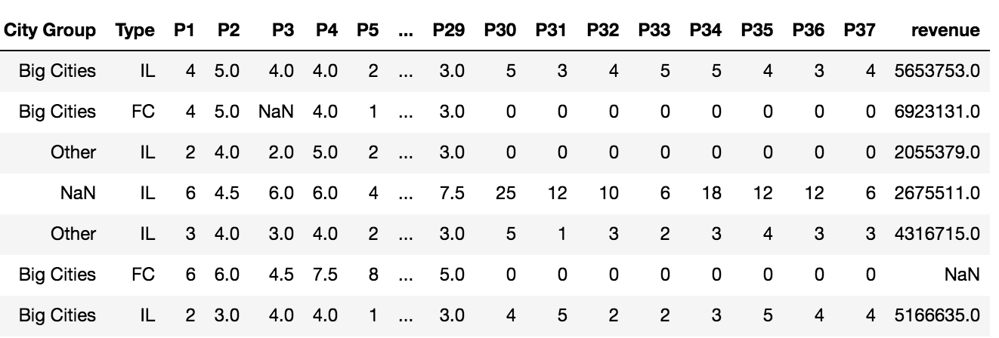 City Group Type P1 P2 P3 P4 P5 ... P29 P30 P31 P32 P33 P34 P35 P36 P37 revenue
Big Cities IL 4 5.0 4.0 4.0 2 ... 3.0 5 3 4 5 5 4 3 4 5653753.0
Big Cities FC 4 5.0 NaN 4.0 1 ... 3.0 0 0 0 0 0 0 0 0 6923131.0
Other IL 2 4.0 2.0 5.0 2 ... 3.0 0 0 0 0 0 0 0 0 2055379.0
NaN IL 6 4.5 6.0 6.0 4 ... 7.5 25 12 10 6 18 12 12 6 2675511.0
Other IL 3 4.0 3.0 4.0 2 ... 3.0 5 1 3 2 3 4 3 3 4316715.0
Big Cities FC 6 6.0 4.5 7.5 8 ... 5.0 0 0 0 0 0 0 0 0 NaN
Big Cities IL 2 3.0 4.0 4.0 1 ... 3.0 4 5 2 2 3 5 4 4 5166635.0